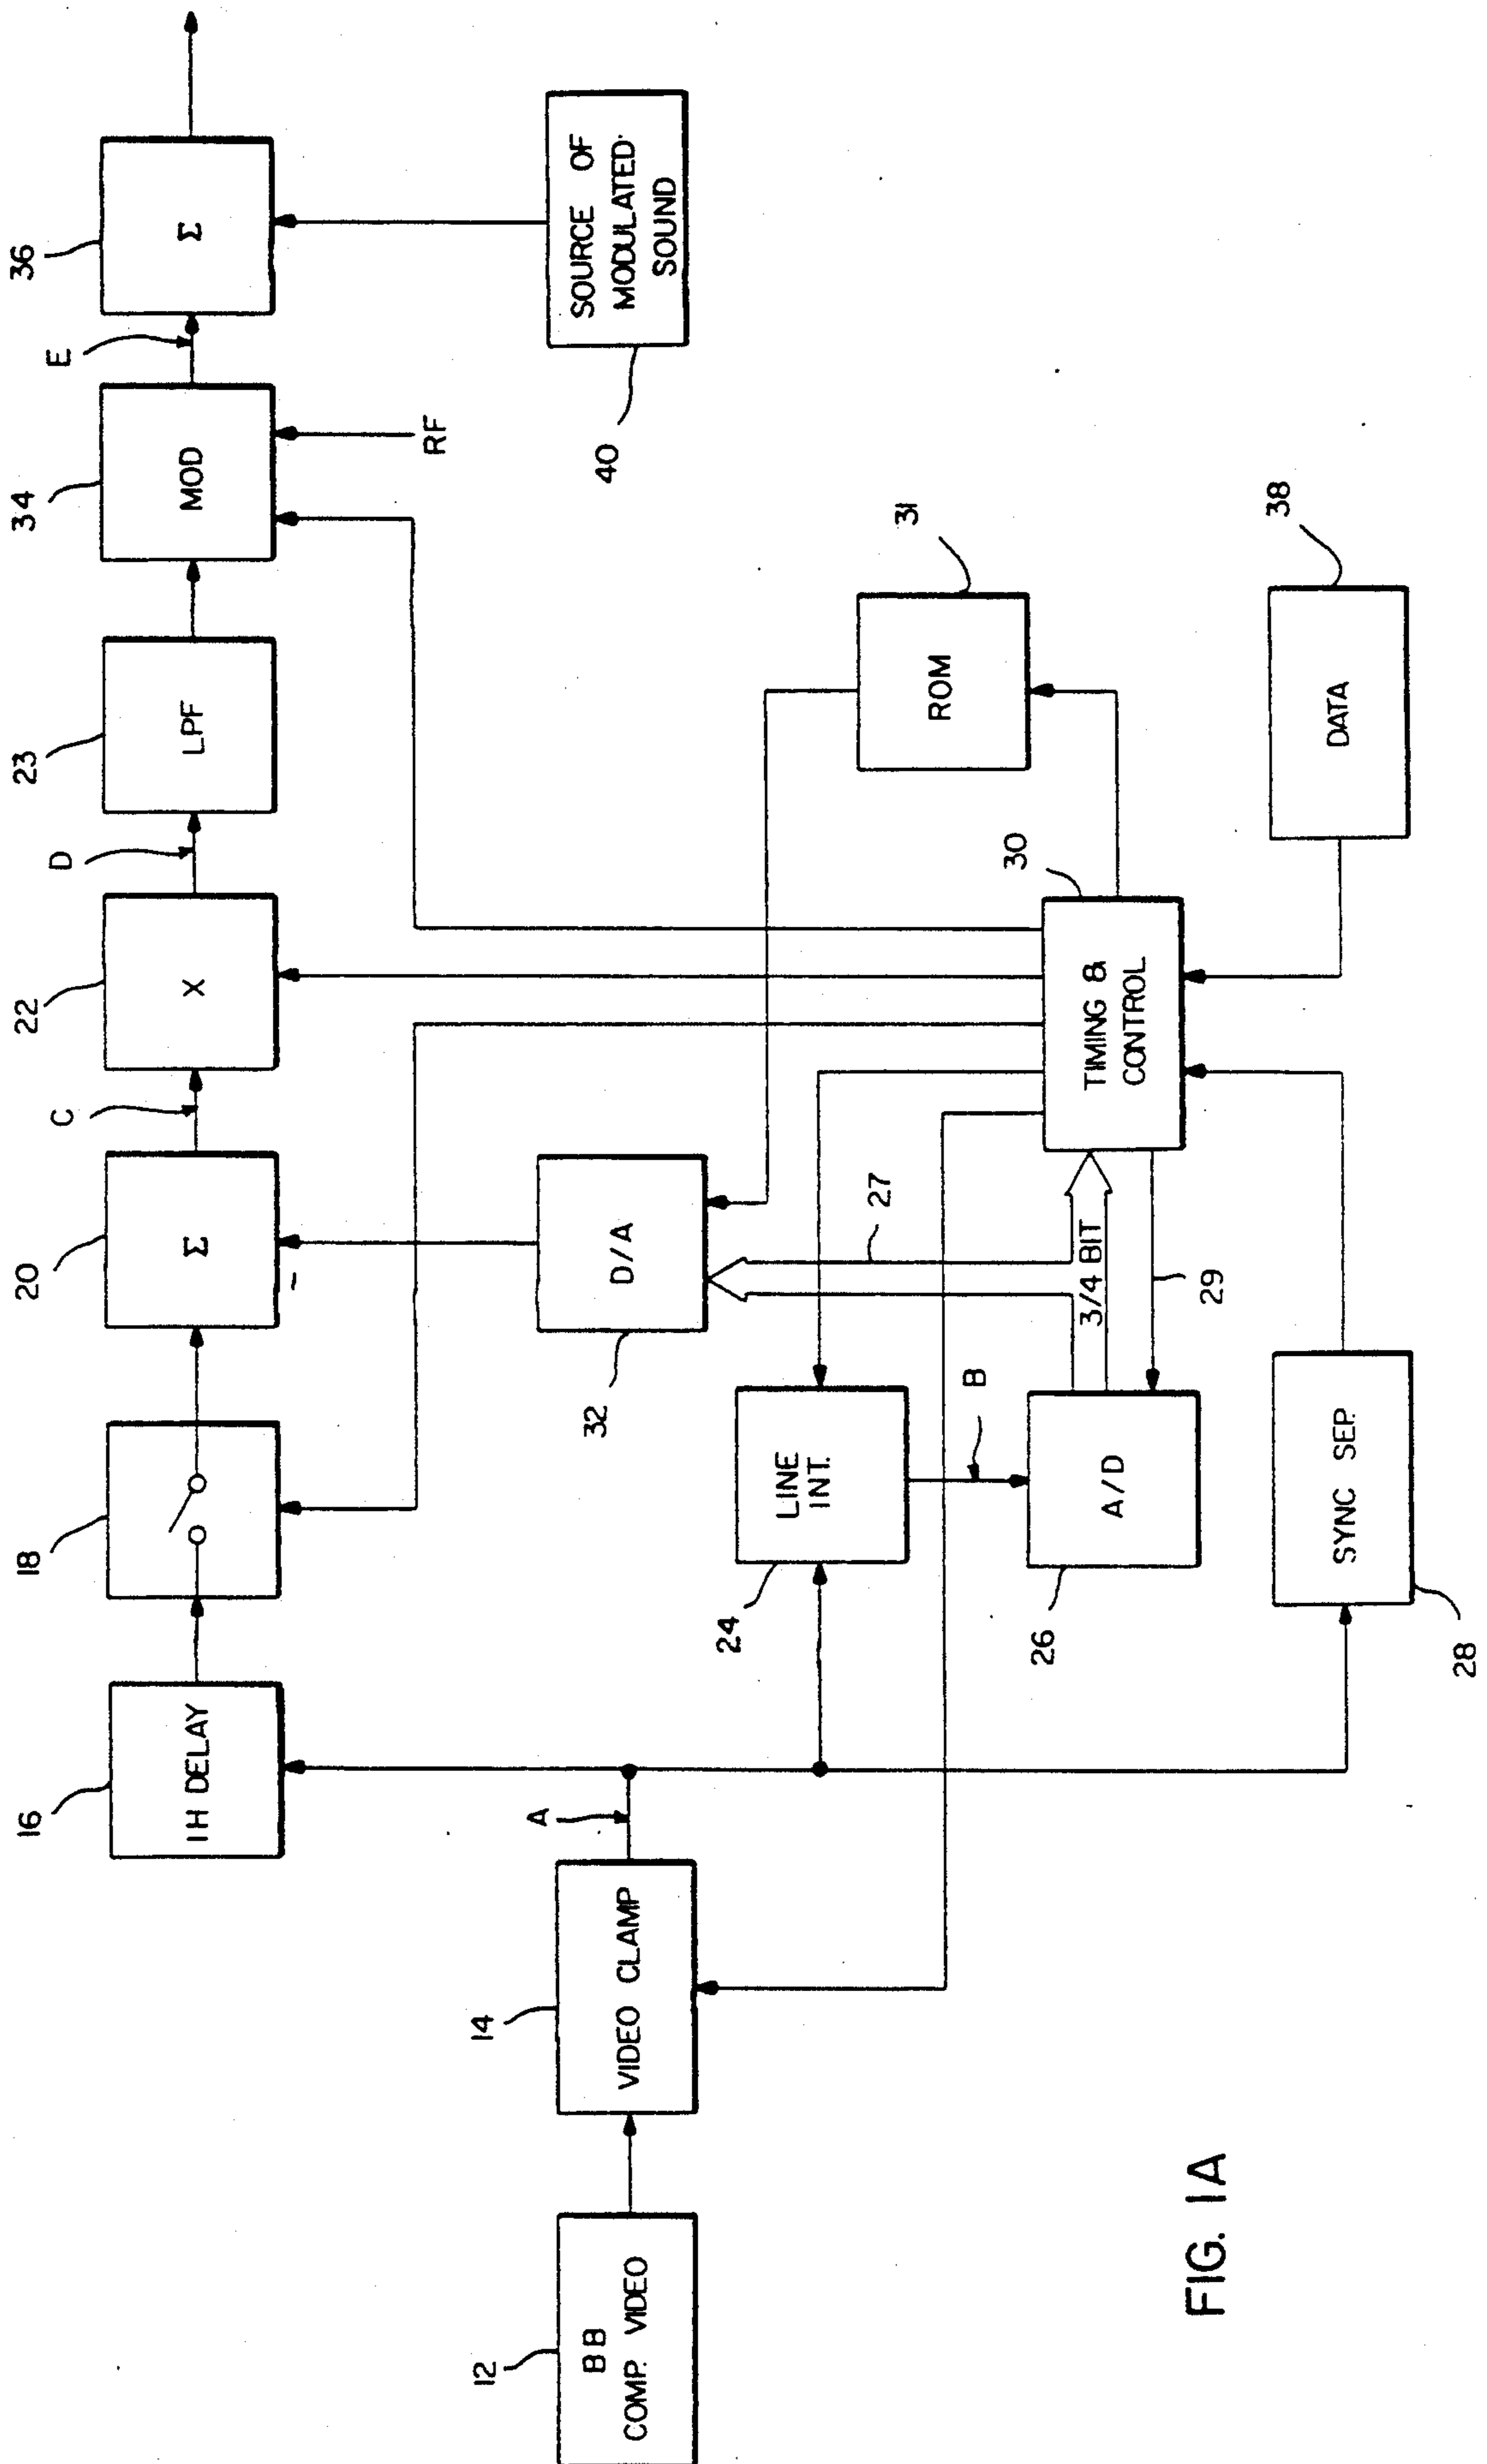 16
1H DELAY
18
20
Σ
−
C
22
X
D
23
LPF
34
MOD
RF
E
36
Σ
12
BB
COMP. VIDEO
14
VIDEO CLAMP
A
24
LINE
INT.
B
32
D/A
27
26
A/D
3/4 BIT
29
30
TIMING &
CONTROL
31
ROM
40
SOURCE OF
MODULATED
SOUND
28
SYNC SEP.
38
DATA
FIG. 1A